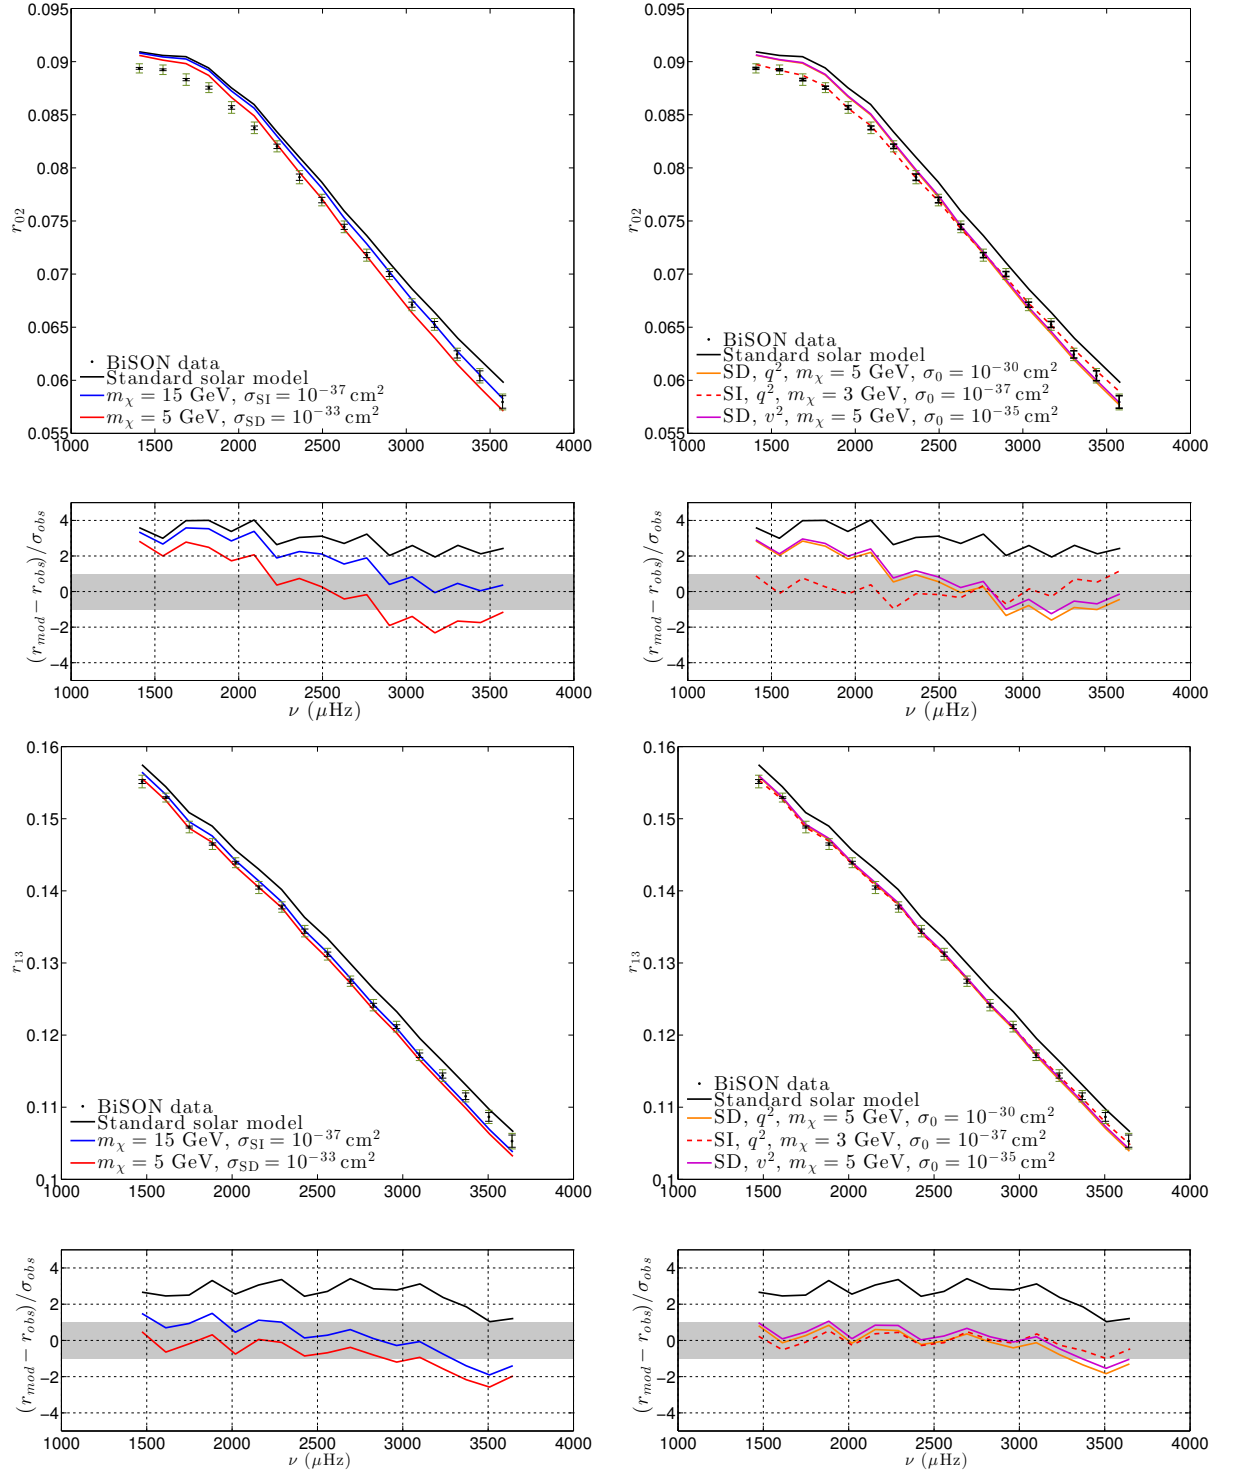 0.095
0.09
0.085
0.08
0.075
0.07
0.065
0.06
0.055
r02
BiSON data
Standard solar model
mχ = 15 GeV, σSI = 10−37 cm2
mχ = 5 GeV, σSD = 10−33 cm2
1000 1500 2000 2500 3000 3500 4000
0.095
0.09
0.085
0.08
0.075
0.07
0.065
0.06
0.055
r02
BiSON data
Standard solar model
SD, q2, mχ = 5 GeV, σ0 = 10−30 cm2
SI, q2, mχ = 3 GeV, σ0 = 10−37 cm2
SD, v2, mχ = 5 GeV, σ0 = 10−35 cm2
1000 1500 2000 2500 3000 3500 4000
4
2
0
−2
−4
(rmod − robs)/σobs
1000 1500 2000 2500 3000 3500 4000
ν (μHz)
4
2
0
−2
−4
(rmod − robs)/σobs
1000 1500 2000 2500 3000 3500 4000
ν (μHz)
0.16
0.15
0.14
0.13
0.12
0.11
0.1
r13
BiSON data
Standard solar model
mχ = 15 GeV, σSI = 10−37 cm2
mχ = 5 GeV, σSD = 10−33 cm2
1000 1500 2000 2500 3000 3500 4000
0.16
0.15
0.14
0.13
0.12
0.11
0.1
r13
BiSON data
Standard solar model
SD, q2, mχ = 5 GeV, σ0 = 10−30 cm2
SI, q2, mχ = 3 GeV, σ0 = 10−37 cm2
SD, v2, mχ = 5 GeV, σ0 = 10−35 cm2
1000 1500 2000 2500 3000 3500 4000
4
2
0
−2
−4
(rmod − robs)/σobs
1000 1500 2000 2500 3000 3500 4000
ν (μHz)
4
2
0
−2
−4
(rmod − robs)/σobs
1000 1500 2000 2500 3000 3500 4000
ν (μHz)